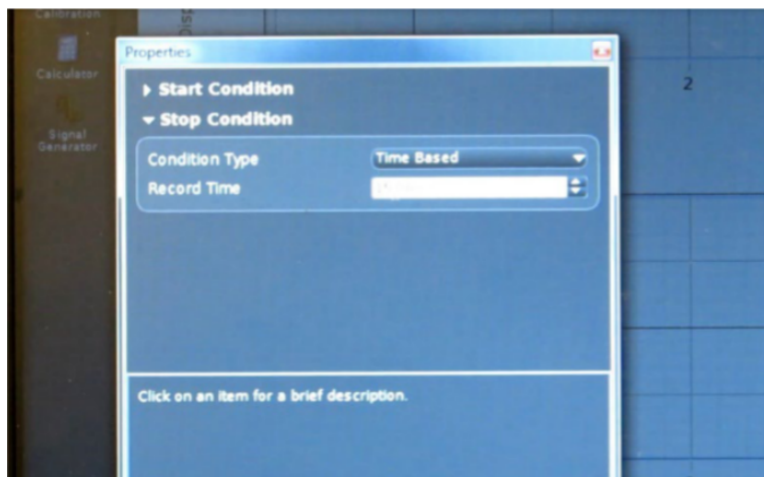 Calibration
Disp
Calculator
Signal
Generator
Properties
Start Condition
Stop Condition
Condition Type Time Based
Record Time
Click on an item for a brief description.
2